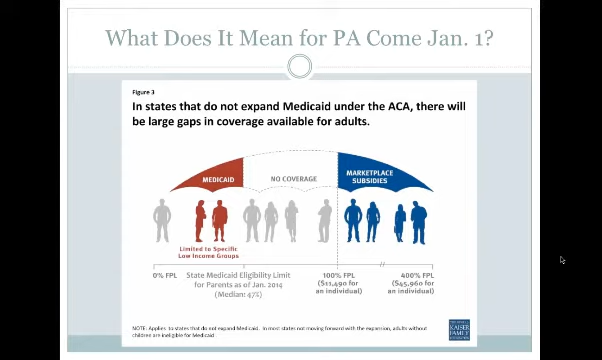 What Does It Mean for PA Come Jan. 1?
Figure 3
In states that do not expand Medicaid under the ACA, there will
be large gaps in coverage available for adults.
MEDICAID
NO COVERAGE
MARKETPLACE
SUBSIDIES
Limited to Specific
Low Income Groups
0% FPL
State Medicaid Eligibility Limit
for Parents as of Jan. 2014
(Median: 47%)
100% FPL
($11,490 for
an individual)
400% FPL
($45,960 for
an individual)
NOTE: Applies to states that do not expand Medicaid. In most states not moving forward with the expansion, adults without
children are ineligible for Medicaid.
KAISER
FAMILY